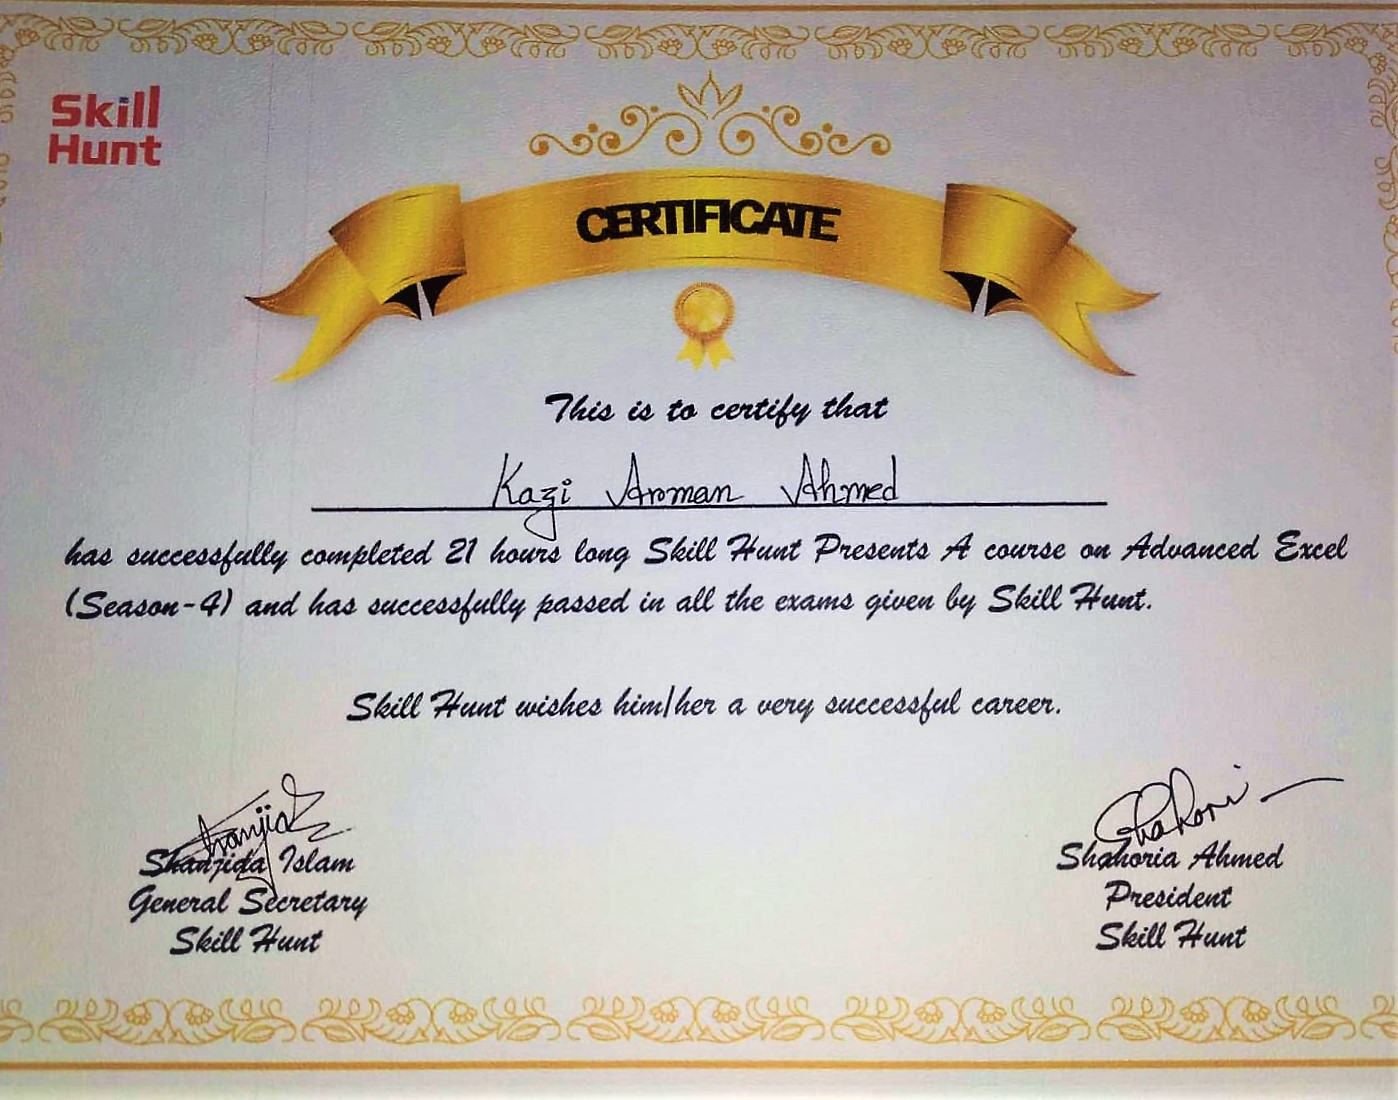 Skill
Hunt
CERTIFICATE
This is to certify that
Kazi Arman Ahmed
has successfully completed 21 hours long Skill Hunt Presents A course on Advanced Excel
(Season-4) and has successfully passed in all the exams given by Skill Hunt.
Skill Hunt wishes him/her a very successful career.
Shanjida
Shanjida Islam
General Secretary
Skill Hunt
Shahori
Shahoria Ahmed
President
Skill Hunt